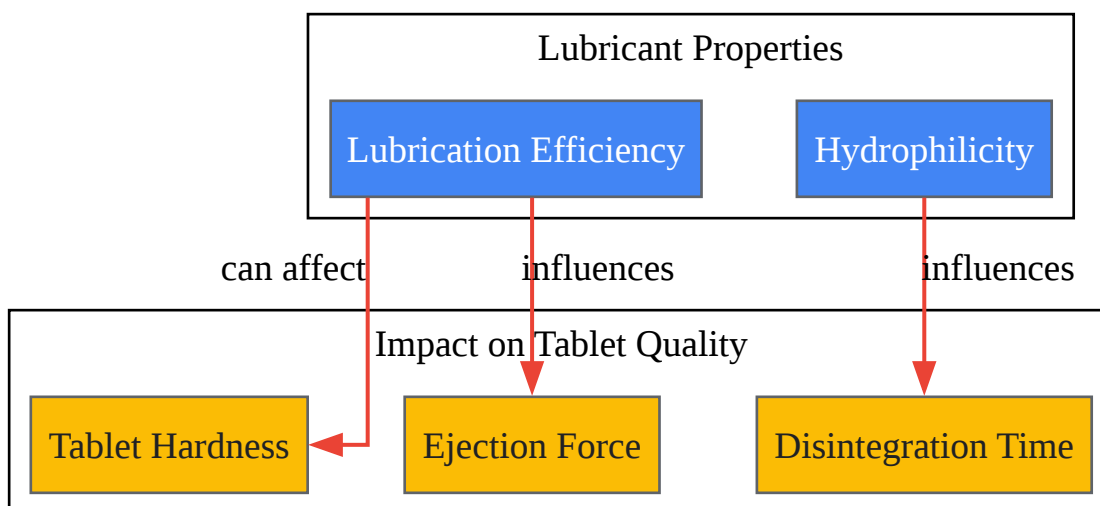 Lubricant Properties
Lubrication Efficiency
Hydrophilicity
can affect
influences
influences
Impact on Tablet Quality
Tablet Hardness
Ejection Force
Disintegration Time